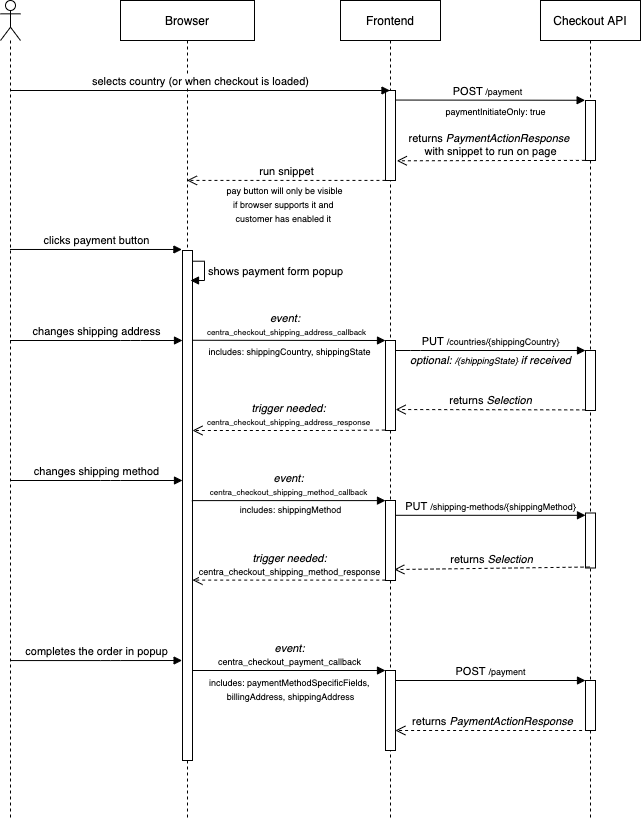 Browser
Frontend
Checkout API
selects country (or when checkout is loaded)
POST /payment
paymentInitiateOnly: true
returns PaymentActionResponse
with snippet to run on page
run snippet
pay button will only be visible
if browser supports it and
customer has enabled it
clicks payment button
shows payment form popup
event:
centra_checkout_shipping_address_callback
changes shipping address
includes: shippingCountry, shippingState
PUT /countries/{shippingCountry}
optional: /{shippingState} if received
returns Selection
trigger needed:
centra_checkout_shipping_address_response
changes shipping method
event:
centra_checkout_shipping_method_callback
includes: shippingMethod
PUT /shipping-methods/{shippingMethod}
returns Selection
trigger needed:
centra_checkout_shipping_method_response
completes the order in popup
event:
centra_checkout_payment_callback
includes: paymentMethodSpecificFields,
billingAddress, shippingAddress
POST /payment
returns PaymentActionResponse